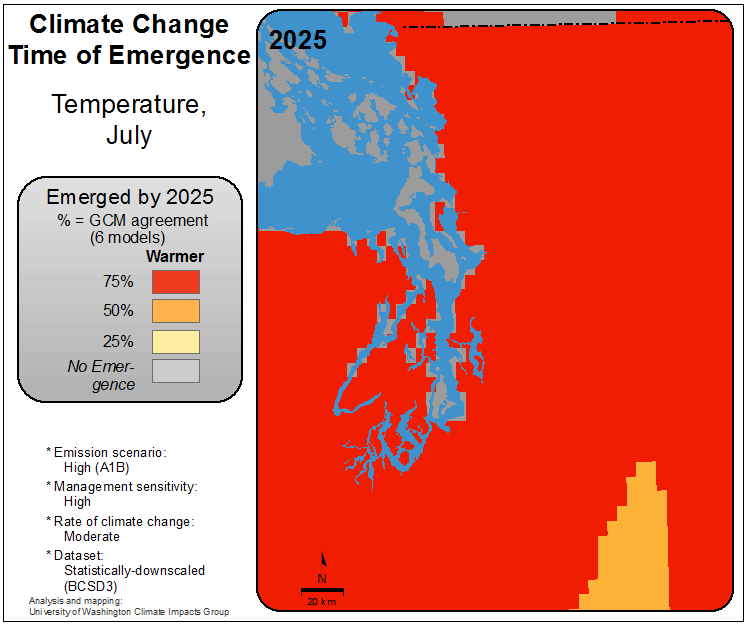 Climate Change
Time of Emergence
Temperature,
July
Emerged by 2025
% = GCM agreement
(6 models)
Warmer
75%
50%
25%
No Emer-
gence
* Emission scenario:
High (A1B)
* Management sensitivity:
High
* Rate of climate change:
Moderate
* Dataset:
Statistically-downscaled
(BCSD3)
Analysis and mapping:
University of Washington Climate Impacts Group
2025
N
20 km